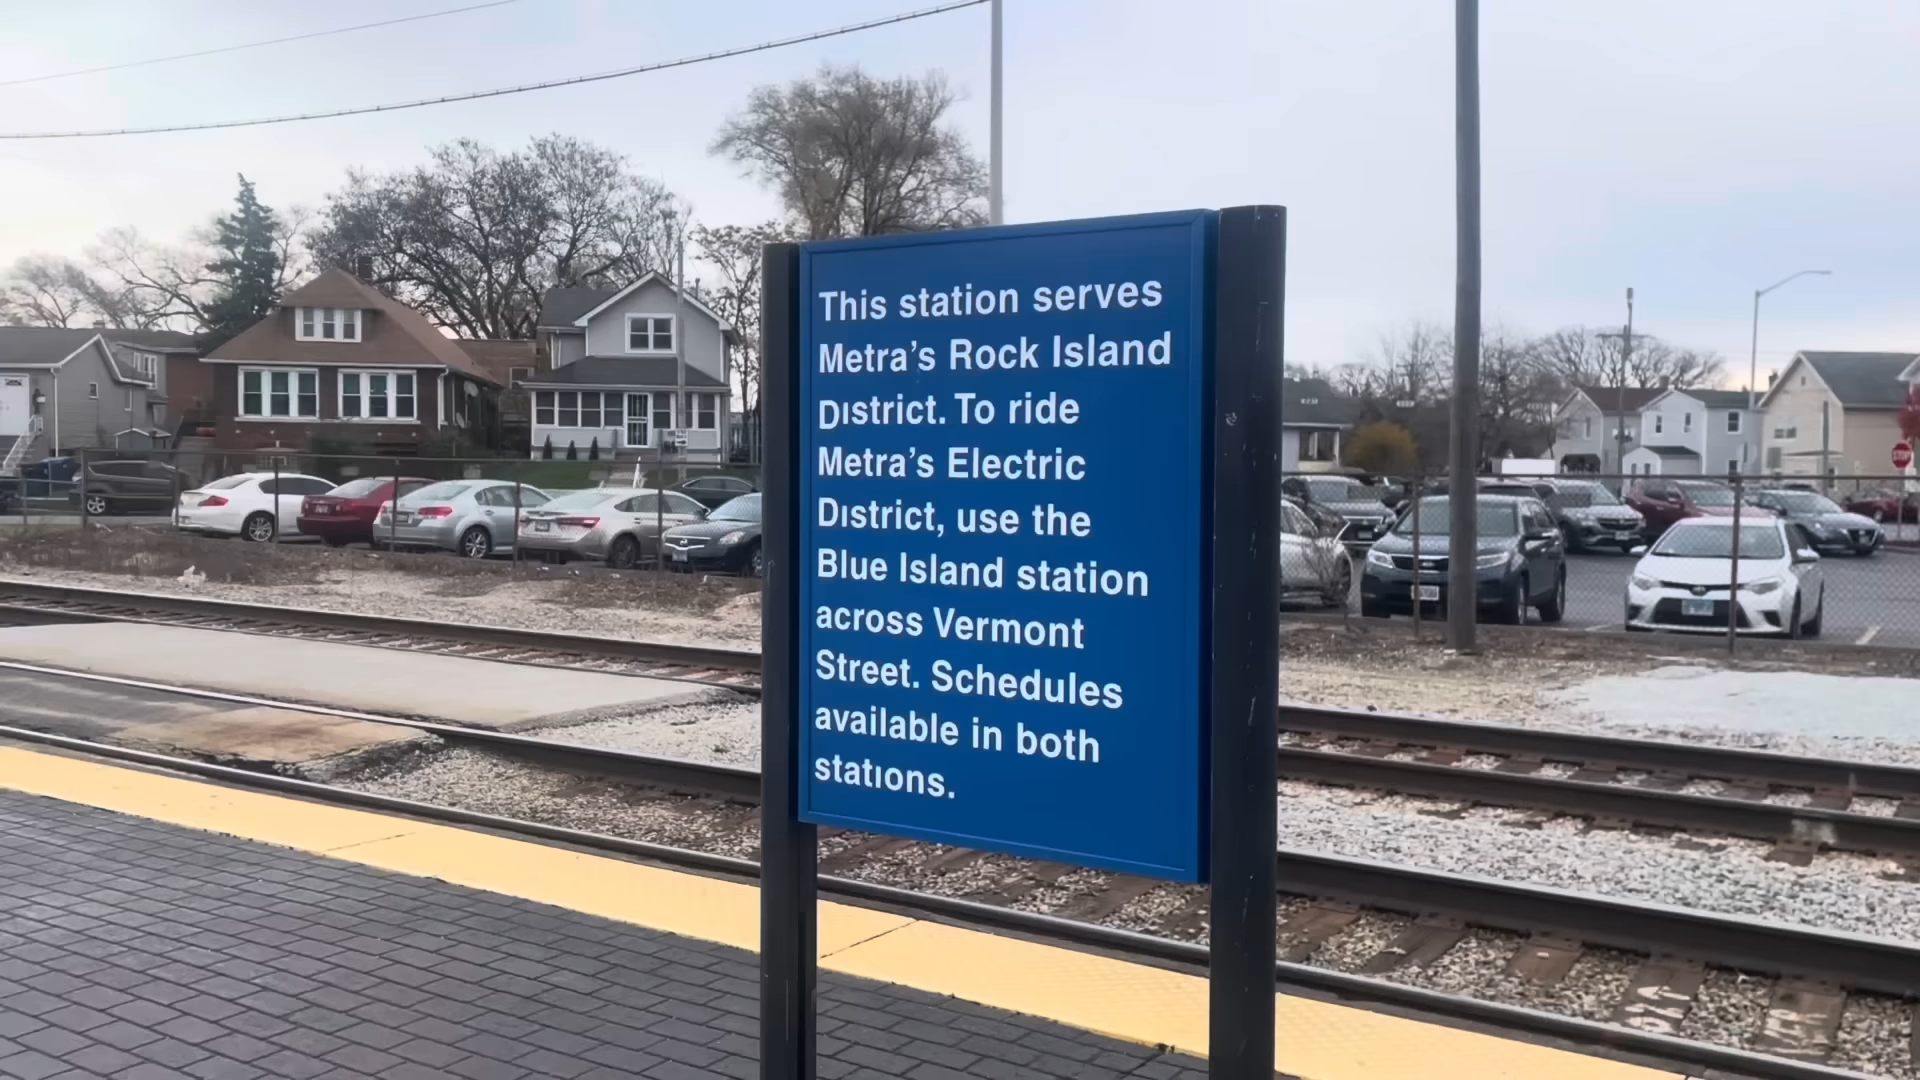 This station serves
Metra's Rock Island
District. To ride
Metra's Electric
District, use the
Blue Island station
across Vermont
Street. Schedules
available in both
stations.
STOP